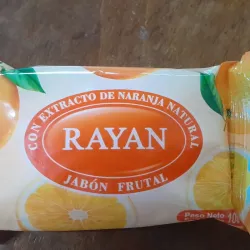 CON EXTRACTO DE NARANJA NATURAL
RAYAN
JABÓN FRUTAL
Peso Neto